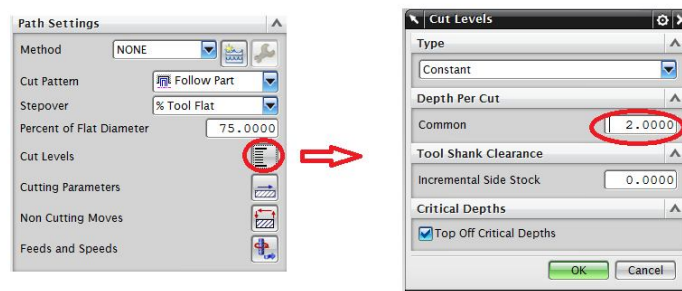 Path Settings
Method NONE
Cut Pattern Follow Part
Stepover % Tool Flat
Percent of Flat Diameter 75.0000
Cut Levels
Cutting Parameters
Non Cutting Moves
Feeds and Speeds
Cut Levels
Type
Constant
Depth Per Cut
Common 2.0000
Tool Shank Clearance
Incremental Side Stock 0.0000
Critical Depths
Top Off Critical Depths
OK Cancel